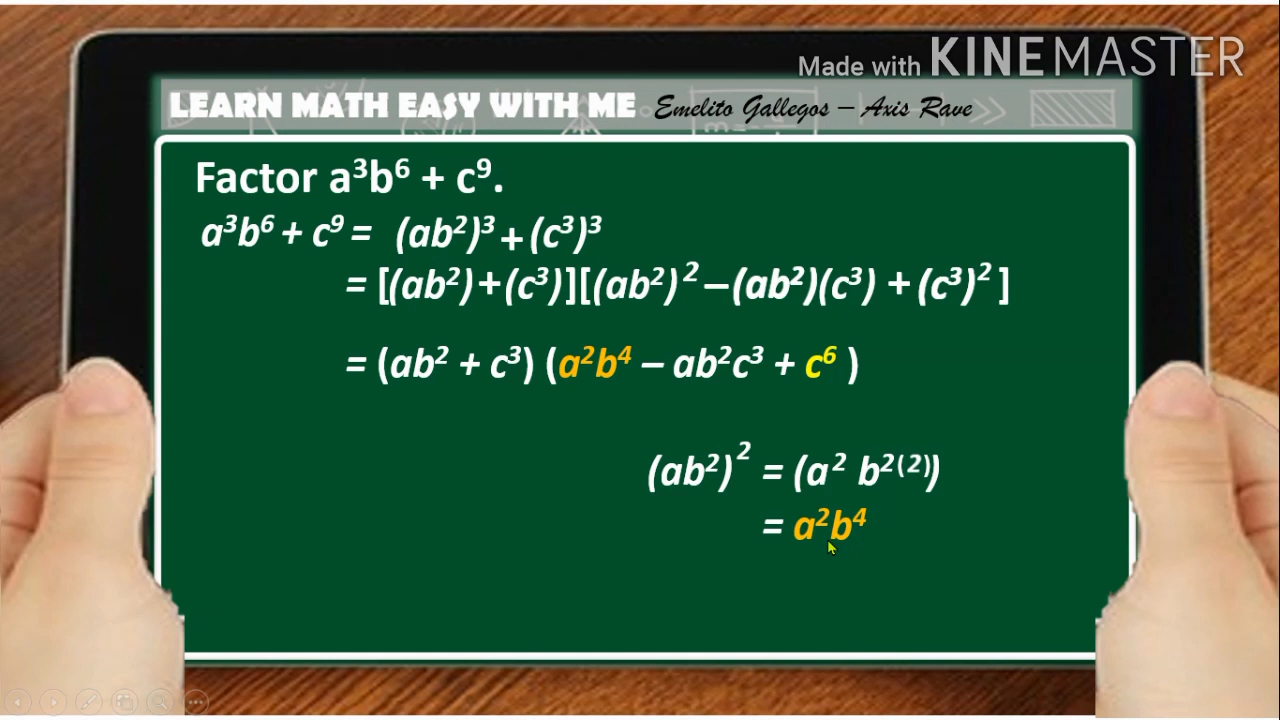 Made with KINEMASTER
LEARN MATH EASY WITH ME Emelito Gallegos – Axis Rave
Factor a³b⁶ + c⁹.
a³b⁶ + c⁹ = (ab²)³ + (c³)³
= [(ab²)+(c³)][(ab²)² –(ab²)(c³) + (c³)² ]
= (ab² + c³) (a²b⁴ – ab²c³ + c⁶ )
(ab²)² = (a² b²⁽²⁾)
= a²b⁴